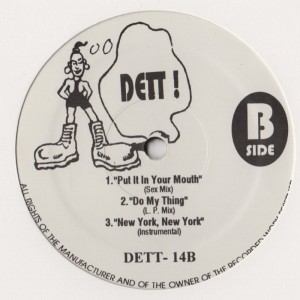 DETT !
B
SIDE
1."Put It In Your Mouth"
(Sex Mix)
2."Do My Thing"
(L. P. Mix)
3."New York, New York"
(Instrumental)
DETT- 14B
ALL RIGHTS OF THE MANUFACTURER AND OF THE OWNER OF THE RECORDED WORK